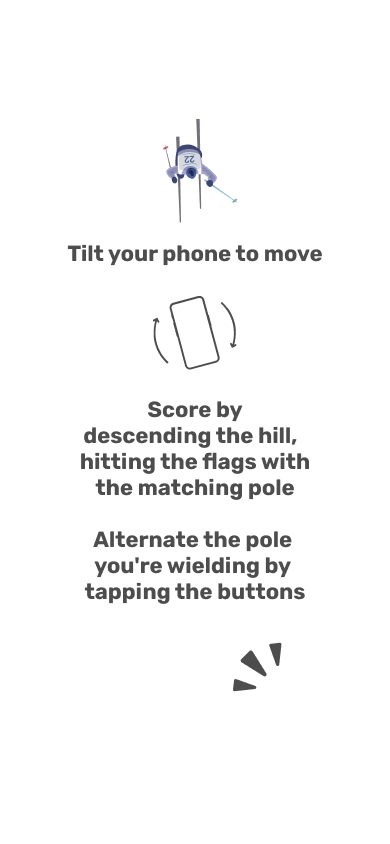 22
Tilt your phone to move
Score by
descending the hill,
hitting the flags with
the matching pole
Alternate the pole
you're wielding by
tapping the buttons